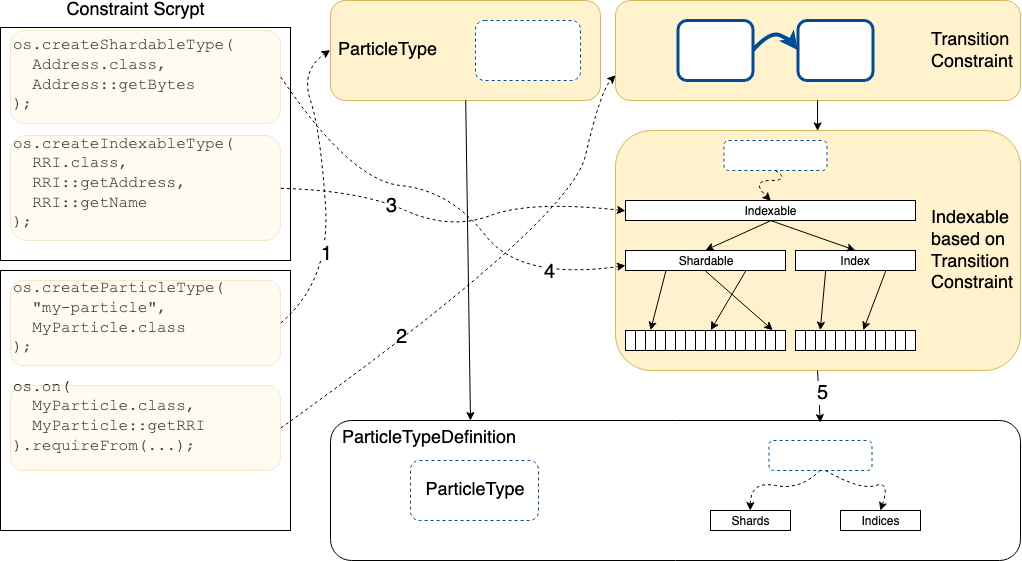 Constraint Scrypt
os.createShardableType(
Address.class,
Address::getBytes
);
os.createIndexableType(
RRI.class,
RRI::getAddress,
RRI::getName
);
os.createParticleType(
"my-particle",
MyParticle.class
);
os.on(
MyParticle.class,
MyParticle::getRRI
).requireFrom(...);
ParticleType
Transition
Constraint
Indexable
Shardable
Index
Indexable
based on
Transition
Constraint
1
2
3
4
5
ParticleTypeDefinition
ParticleType
Shards
Indices